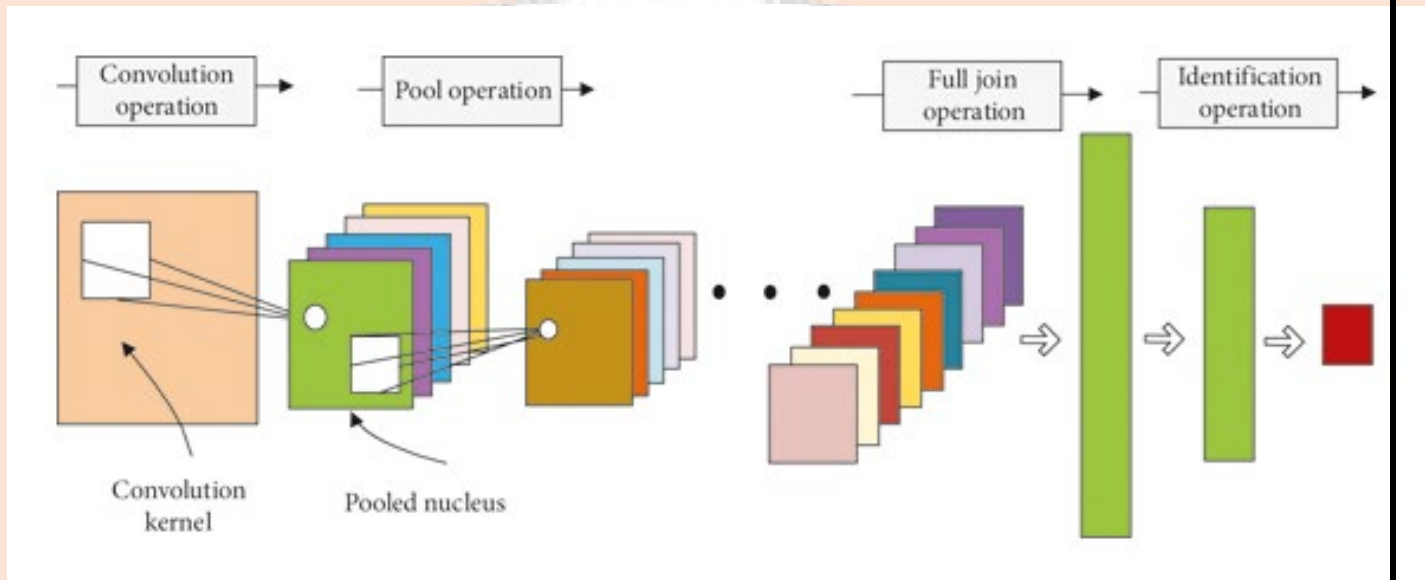 Convolution
operation
Pool operation
Full join
operation
Identification
operation
Convolution
kernel
Pooled nucleus